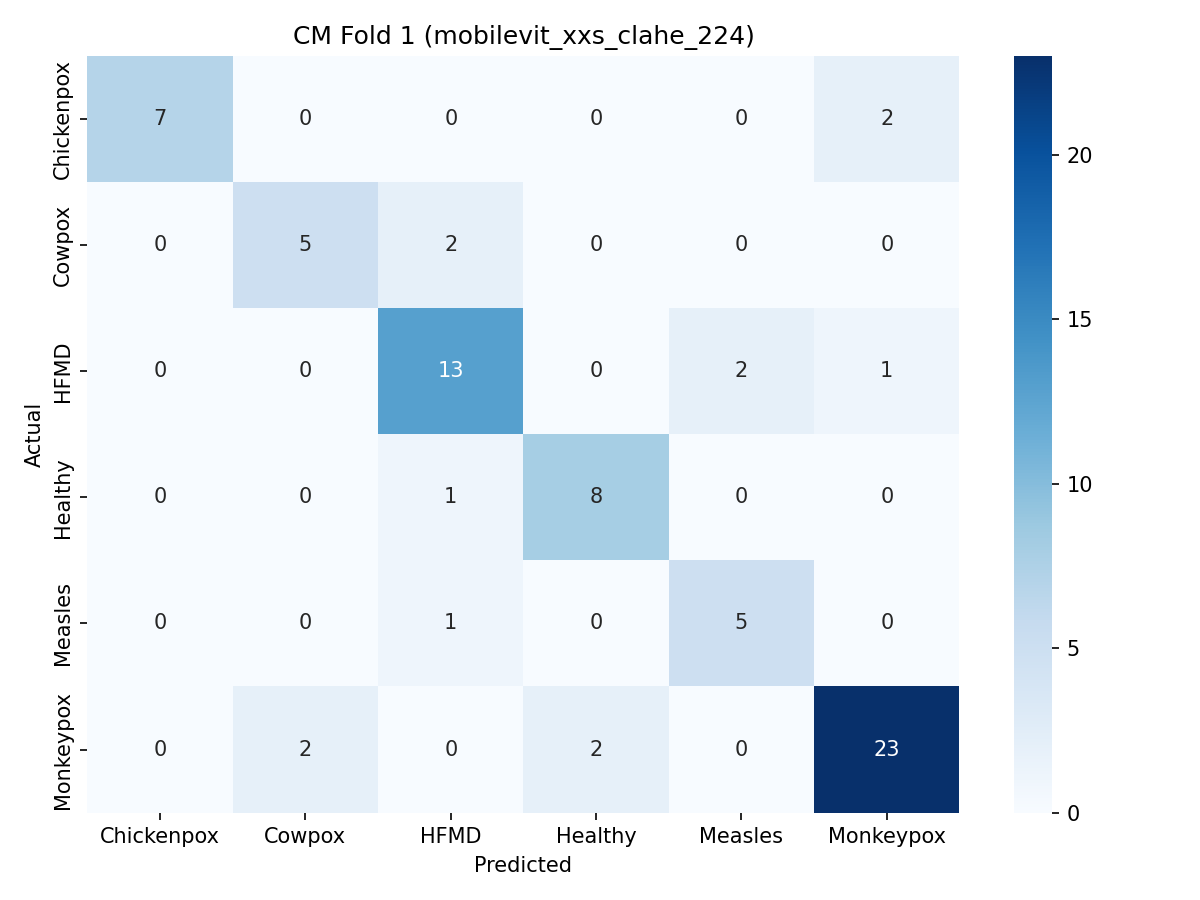 CM Fold 1 (mobilevit_xxs_clahe_224)
Actual
Chickenpox 7 0 0 0 0 2
Cowpox 0 5 2 0 0 0
HFMD 0 0 13 0 2 1
Healthy 0 0 1 8 0 0
Measles 0 0 1 0 5 0
Monkeypox 0 2 0 2 0 23
Chickenpox Cowpox HFMD Healthy Measles Monkeypox
Predicted
20
15
10
5
0